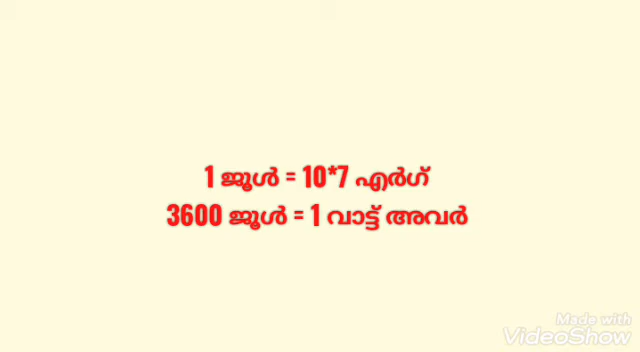 1 ജൂൾ = 10*7 എർഗ്
3600 ജൂൾ = 1 വാട്ട് അവർ
Made with
VideoShow